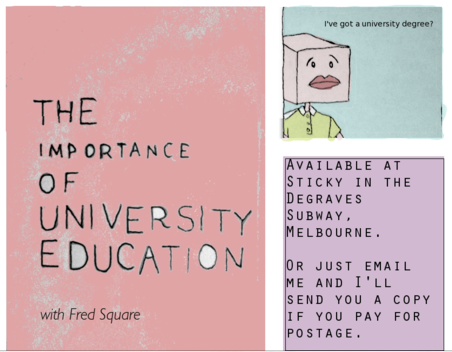 THE
IMPORTANCE
OF
UNIVERSITY
EDUCATION
with Fred Square
I've got a university degree?
AVAILABLE AT
STICKY IN THE
DEGRAVES
SUBWAY,
MELBOURNE.
OR JUST EMAIL
ME AND I'LL
SEND YOU A COPY
IF YOU PAY FOR
POSTAGE.